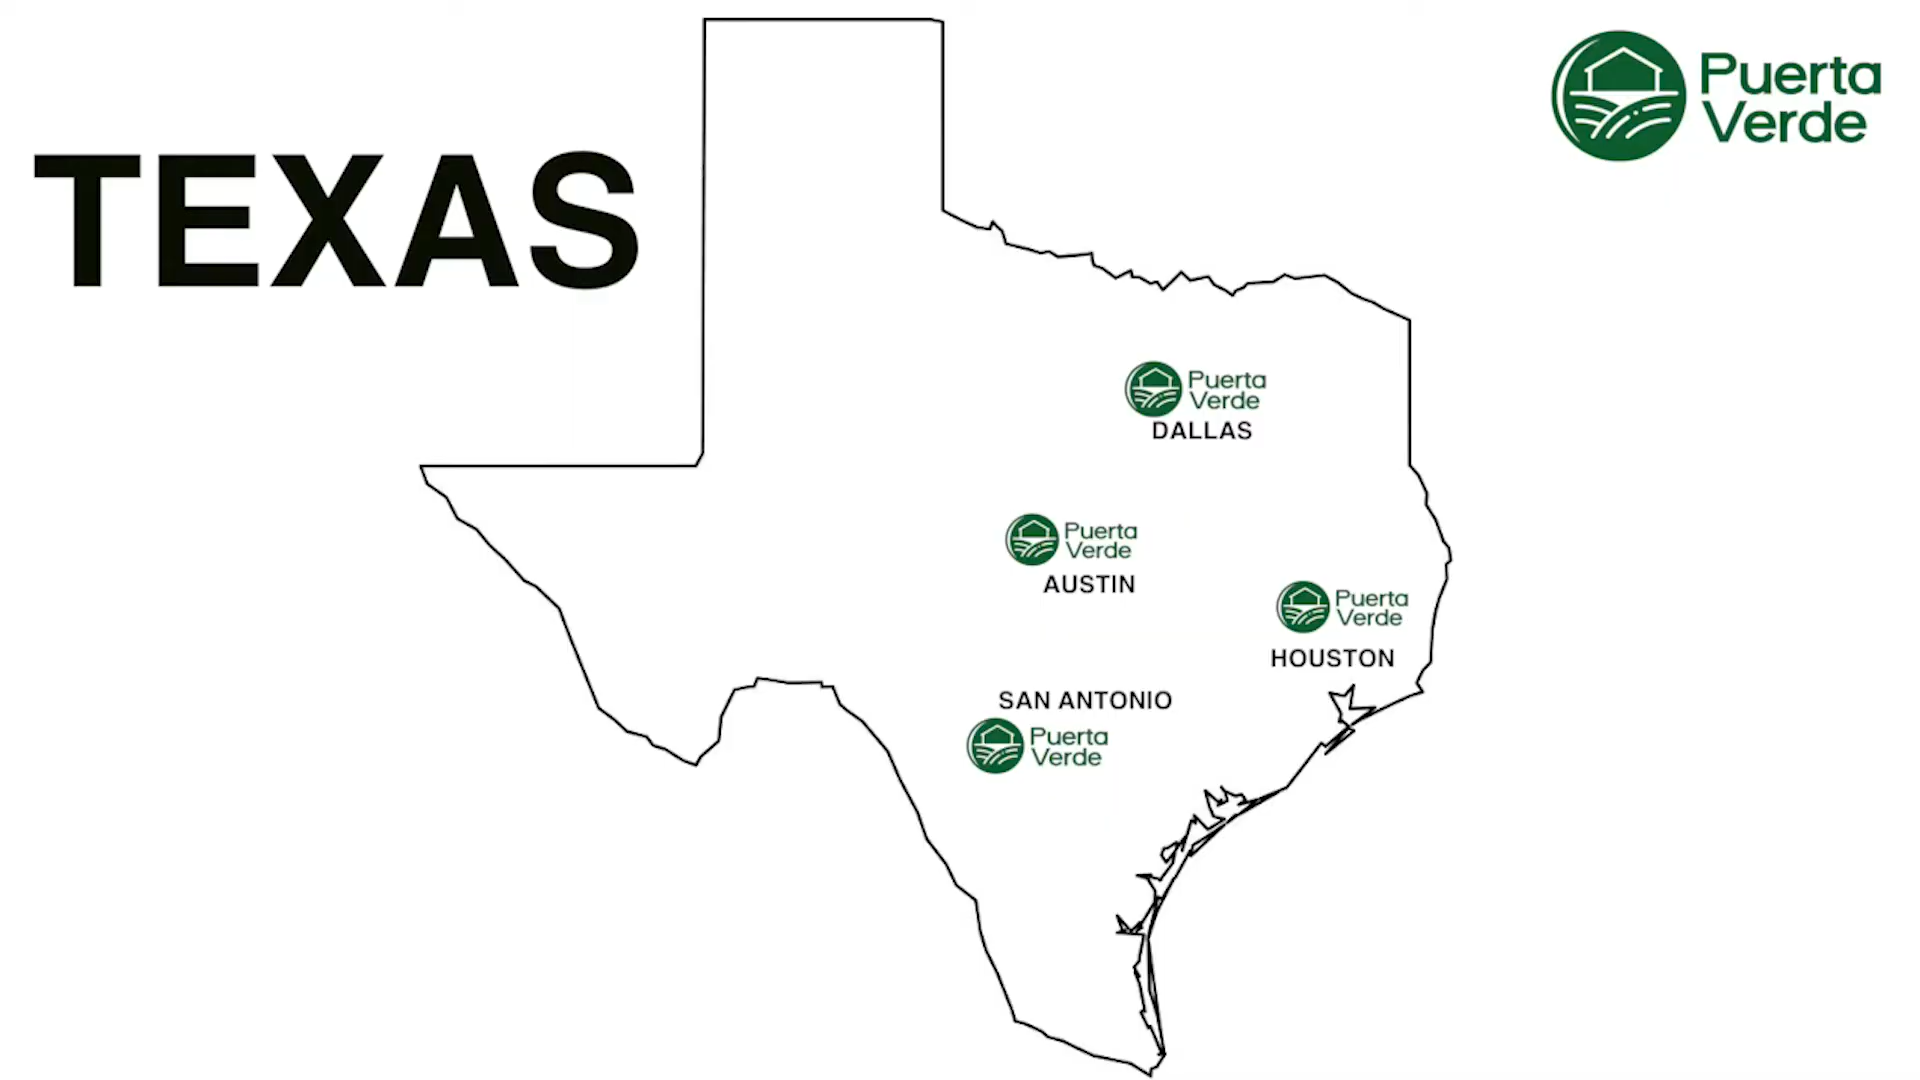 TEXAS
Puerta
Verde
Puerta
Verde
DALLAS
Puerta
Verde
AUSTIN
Puerta
Verde
HOUSTON
SAN ANTONIO
Puerta
Verde